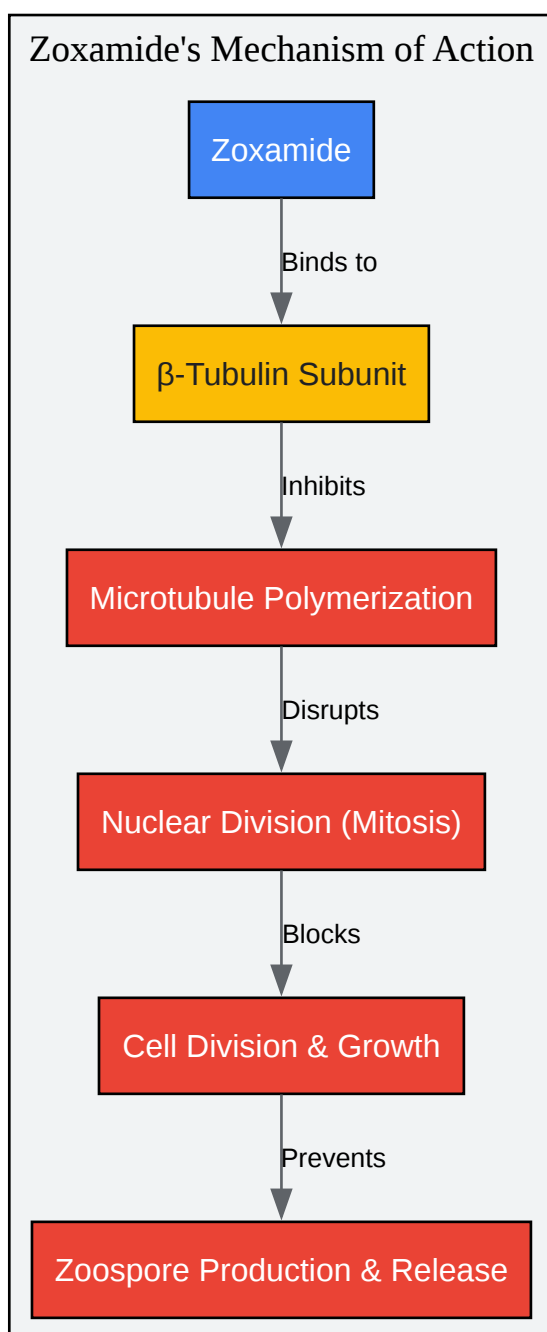 Zoxamide's Mechanism of Action
Zoxamide
Binds to
β-Tubulin Subunit
Inhibits
Microtubule Polymerization
Disrupts
Nuclear Division (Mitosis)
Blocks
Cell Division & Growth
Prevents
Zoospore Production & Release